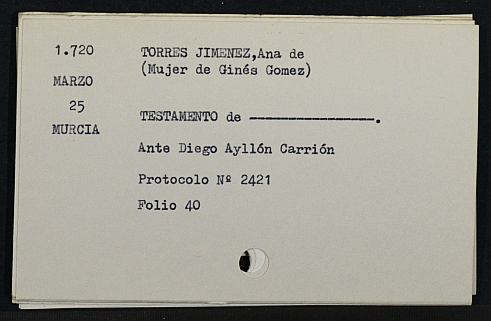 1.720
MARZO
25
MURCIA
TORRES JIMENEZ,Ana de
(Mujer de Ginés Gomez)
TESTAMENTO de -----------------.
Ante Diego Ayllón Carrión
Protocolo Nº 2421
Folio 40